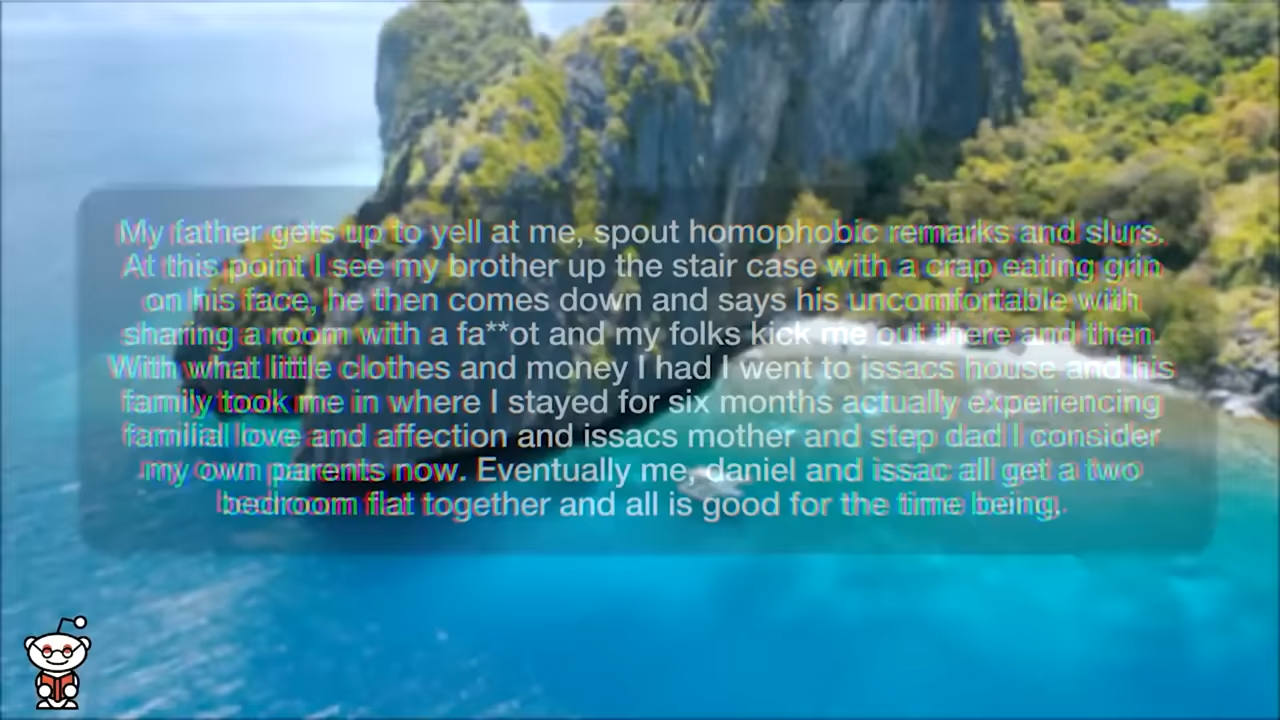 My father gets up to yell at me, spout homophobic remarks and slurs.
At this point I see my brother up the stair case with a crap eating grin
on his face, he then comes down and says his uncomfortable with
sharing a room with a fa**ot and my folks kick me out there and then.
With what little clothes and money I had I went to issacs house and his
family took me in where I stayed for six months actually experiencing
familial love and affection and issacs mother and step dad I consider
my own parents now. Eventually me, daniel and issac all get a two
bedroom flat together and all is good for the time being.